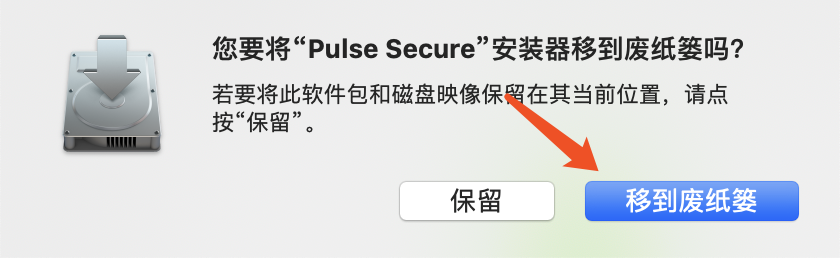 您要将“Pulse Secure”安装器移到废纸篓吗？
若要将此软件包和磁盘映像保留在其当前位置，请点
按“保留”。
保留
移到废纸篓